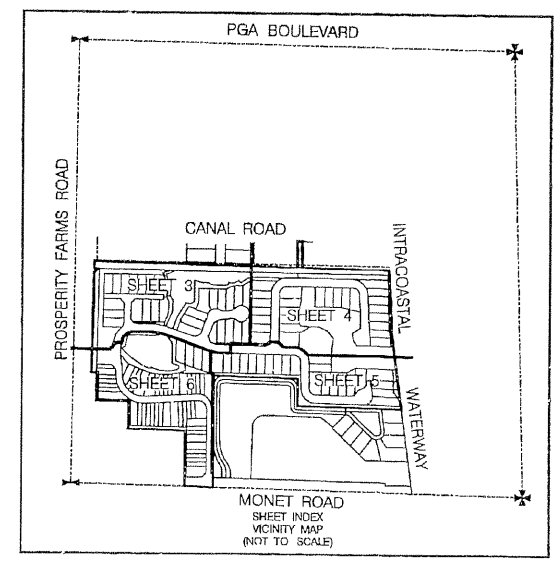 PGA BOULEVARD
PROSPERITY FARMS ROAD
CANAL ROAD
INTRACOASTAL
WATERWAY
SHEET 3
SHEET 4
SHEET 6
SHEET 5
MONET ROAD
SHEET INDEX
VICINITY MAP
(NOT TO SCALE)